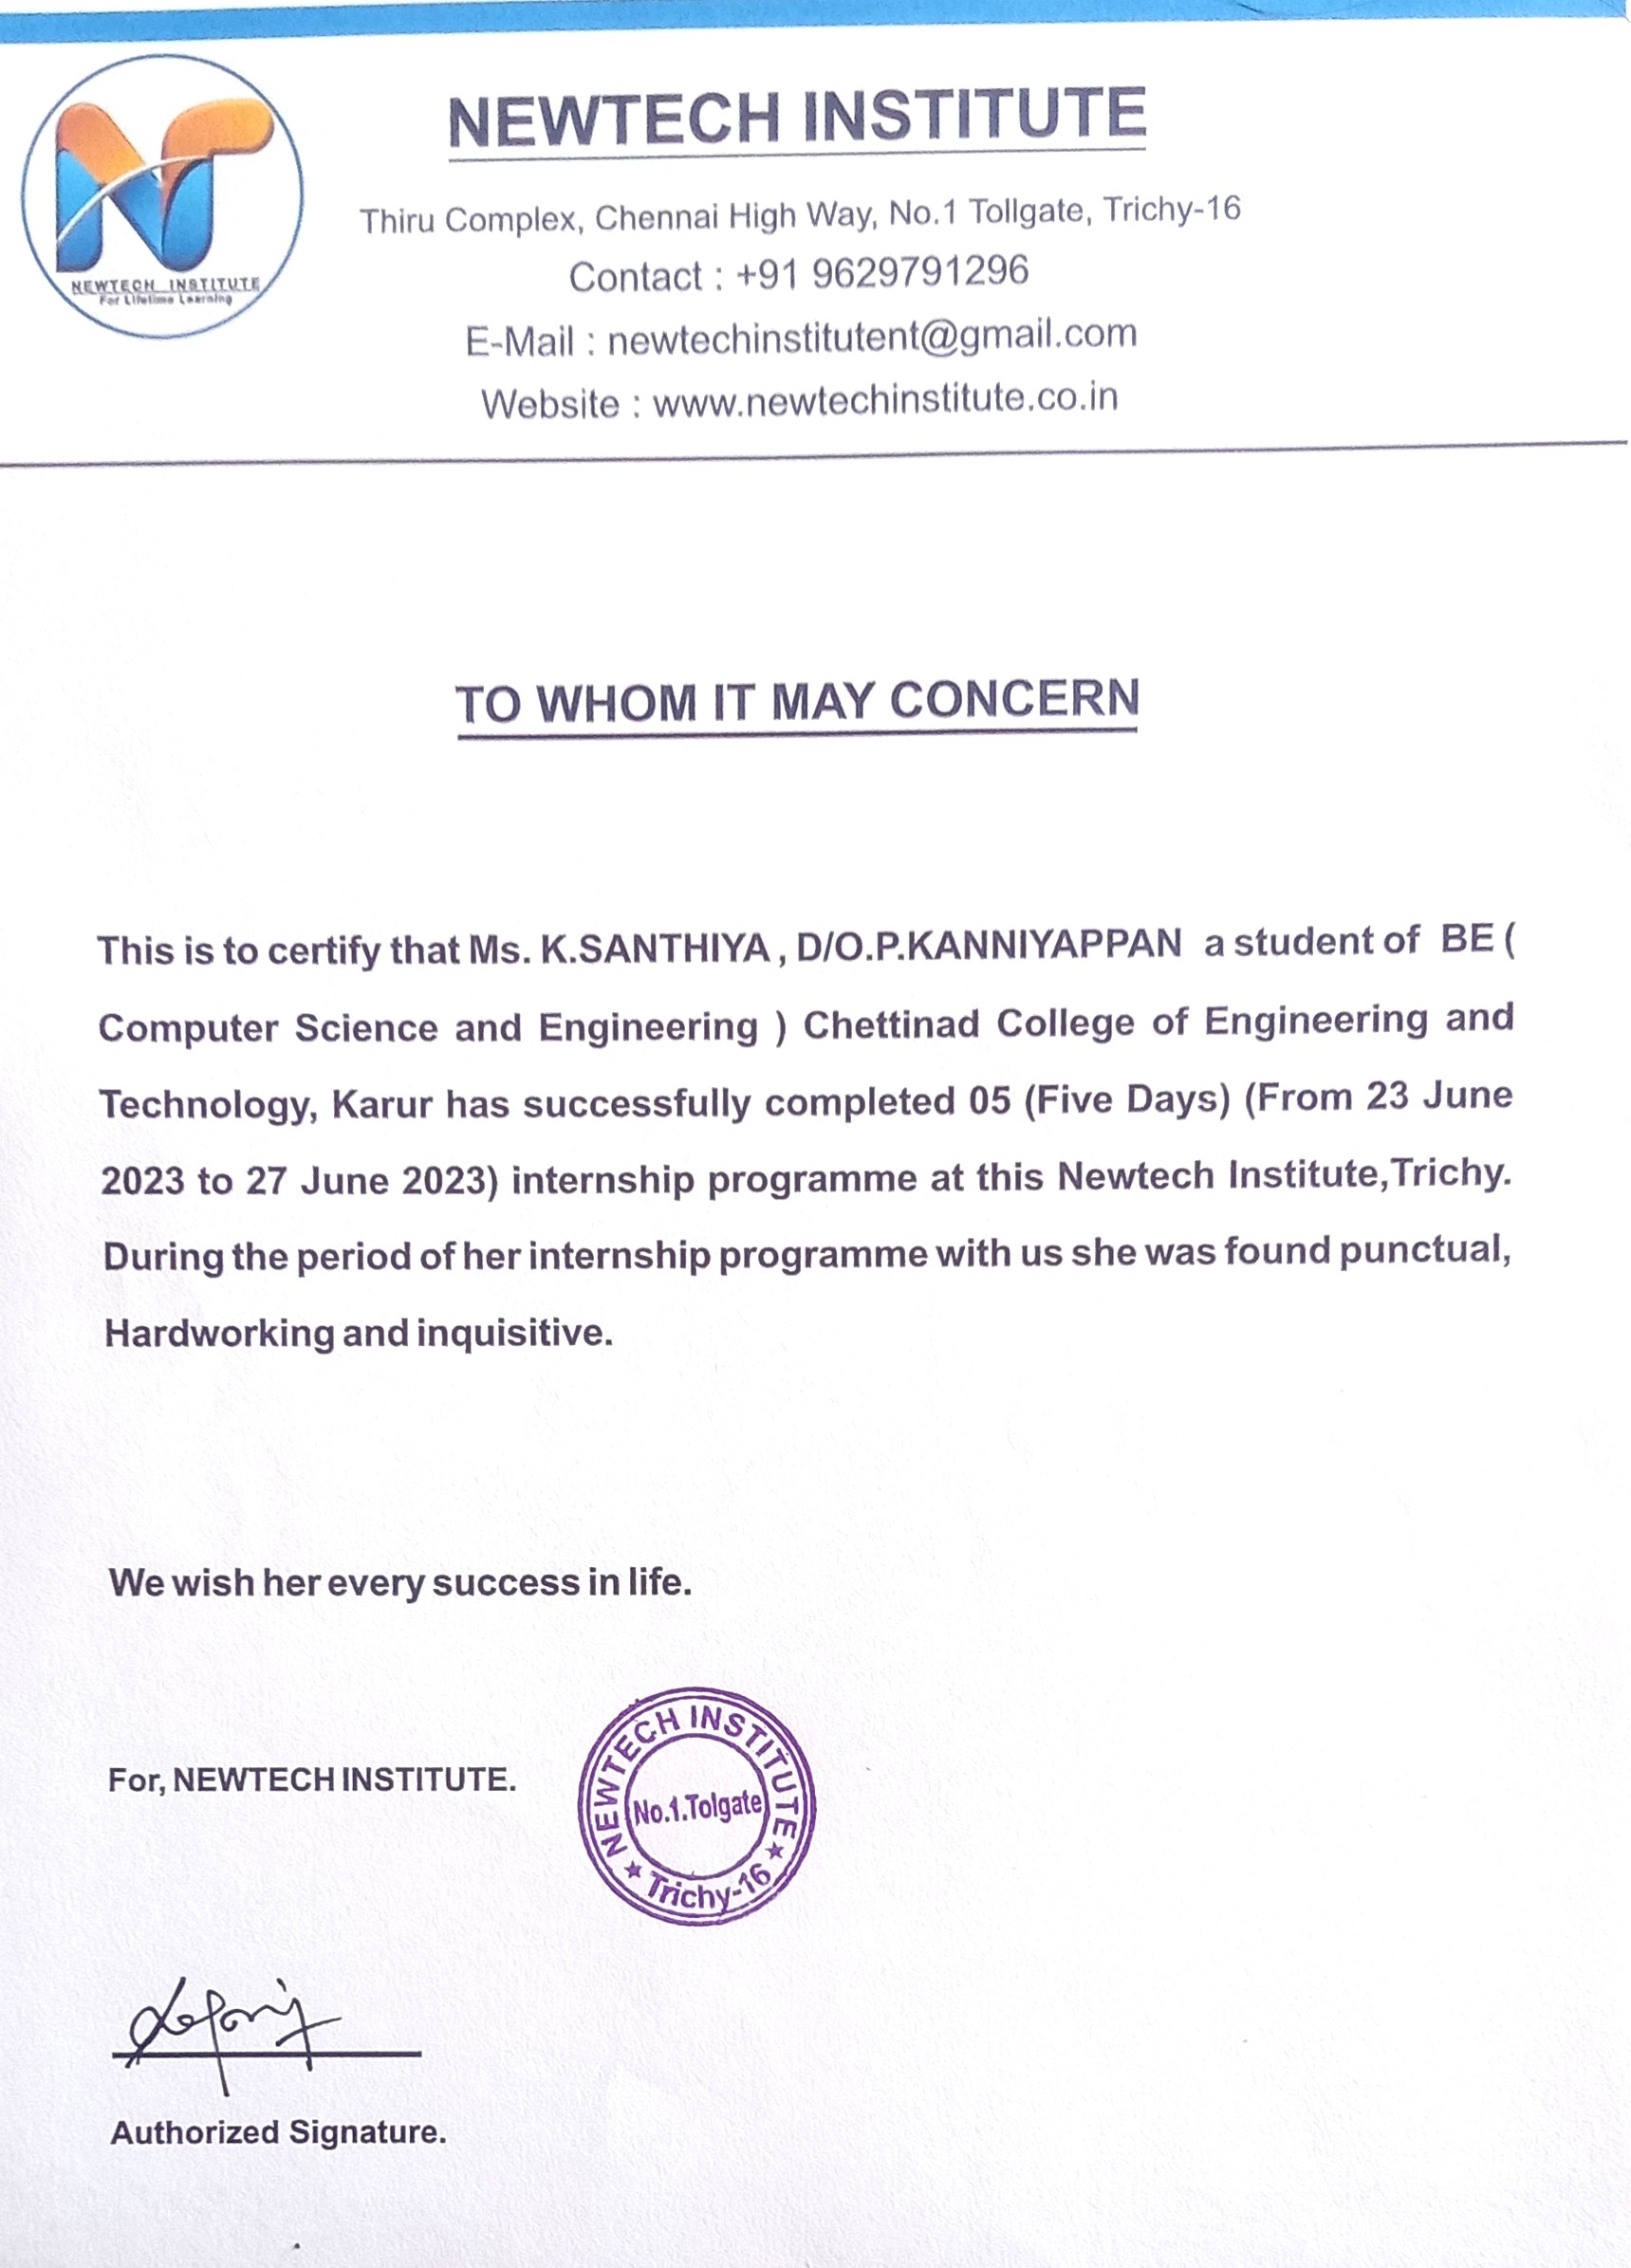 NEWTECH INSTITUTE
For Lifetime Learning
NEWTECH INSTITUTE
Thiru Complex, Chennai High Way, No.1 Tollgate, Trichy-16
Contact : +91 9629791296
E-Mail : newtechinstitutent@gmail.com
Website : www.newtechinstitute.co.in
TO WHOM IT MAY CONCERN
This is to certify that Ms. K.SANTHIYA , D/O.P.KANNIYAPPAN a student of BE (
Computer Science and Engineering ) Chettinad College of Engineering and
Technology, Karur has successfully completed 05 (Five Days) (From 23 June
2023 to 27 June 2023) internship programme at this Newtech Institute,Trichy.
During the period of her internship programme with us she was found punctual,
Hardworking and inquisitive.
We wish her every success in life.
For, NEWTECH INSTITUTE.
NEWTECH INSTITUTE
No.1.Tolgate
★ Trichy-16 ★
Authorized Signature.